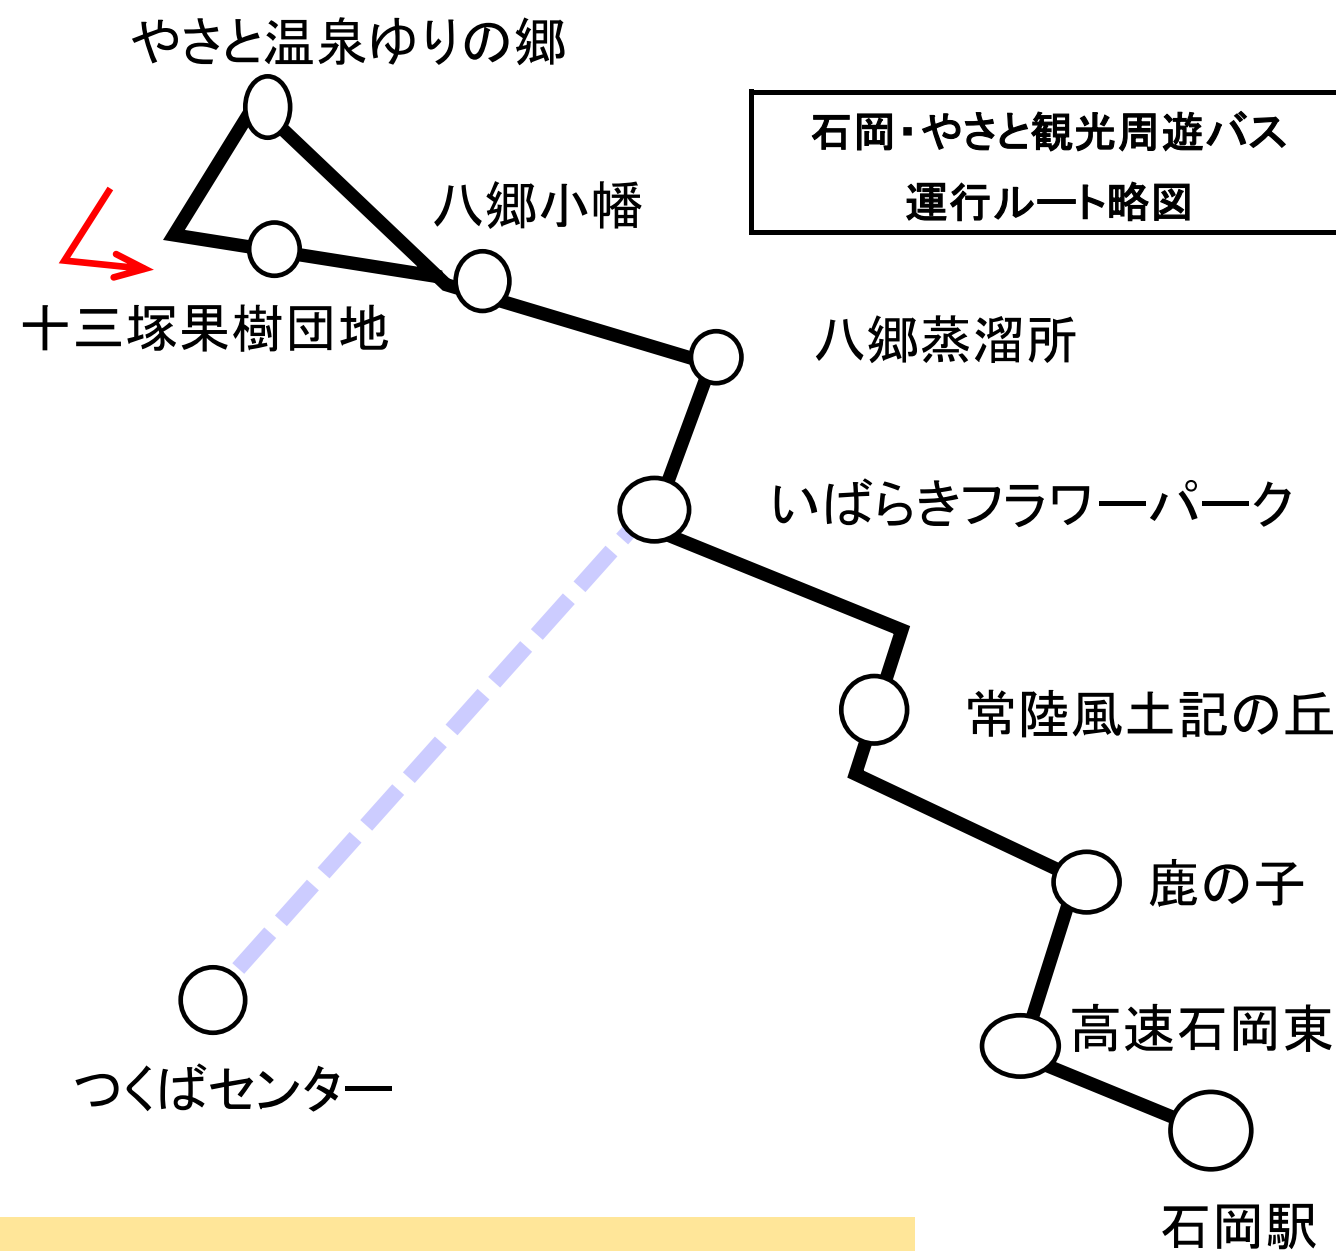 やさと温泉ゆりの郷
石岡・やさと観光周遊バス
運行ルート略図
八郷小幡
十三塚果樹団地
八郷蒸溜所
いばらきフラワーパーク
常陸風土記の丘
鹿の子
高速石岡東
つくばセンター
石岡駅